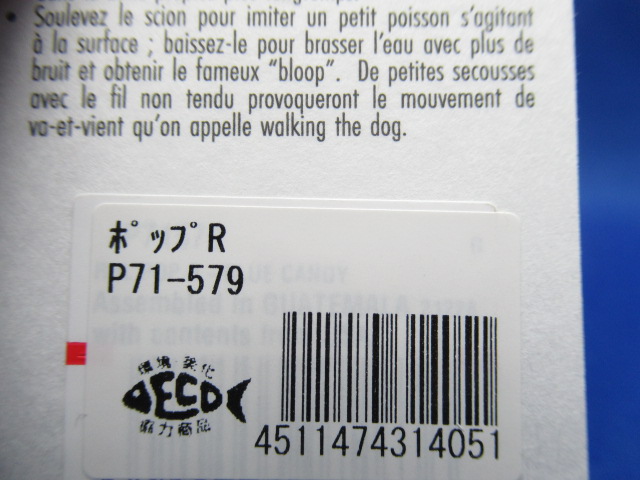 • Soulevez le scion pour imiter un petit poisson s'agitant
à la surface ; baissez-le pour brasser l'eau avec plus de
bruit et obtenir le fameux "bloop". De petites secousses
avec le fil non tendu provoqueront le mouvement de
va-et-vient qu'on appelle walking the dog.
ﾎﾟｯﾌﾟR
P71-579
CANDY
Assembled in GUATEMALA
with contents
環境
ECO
協力商品
4511474314051